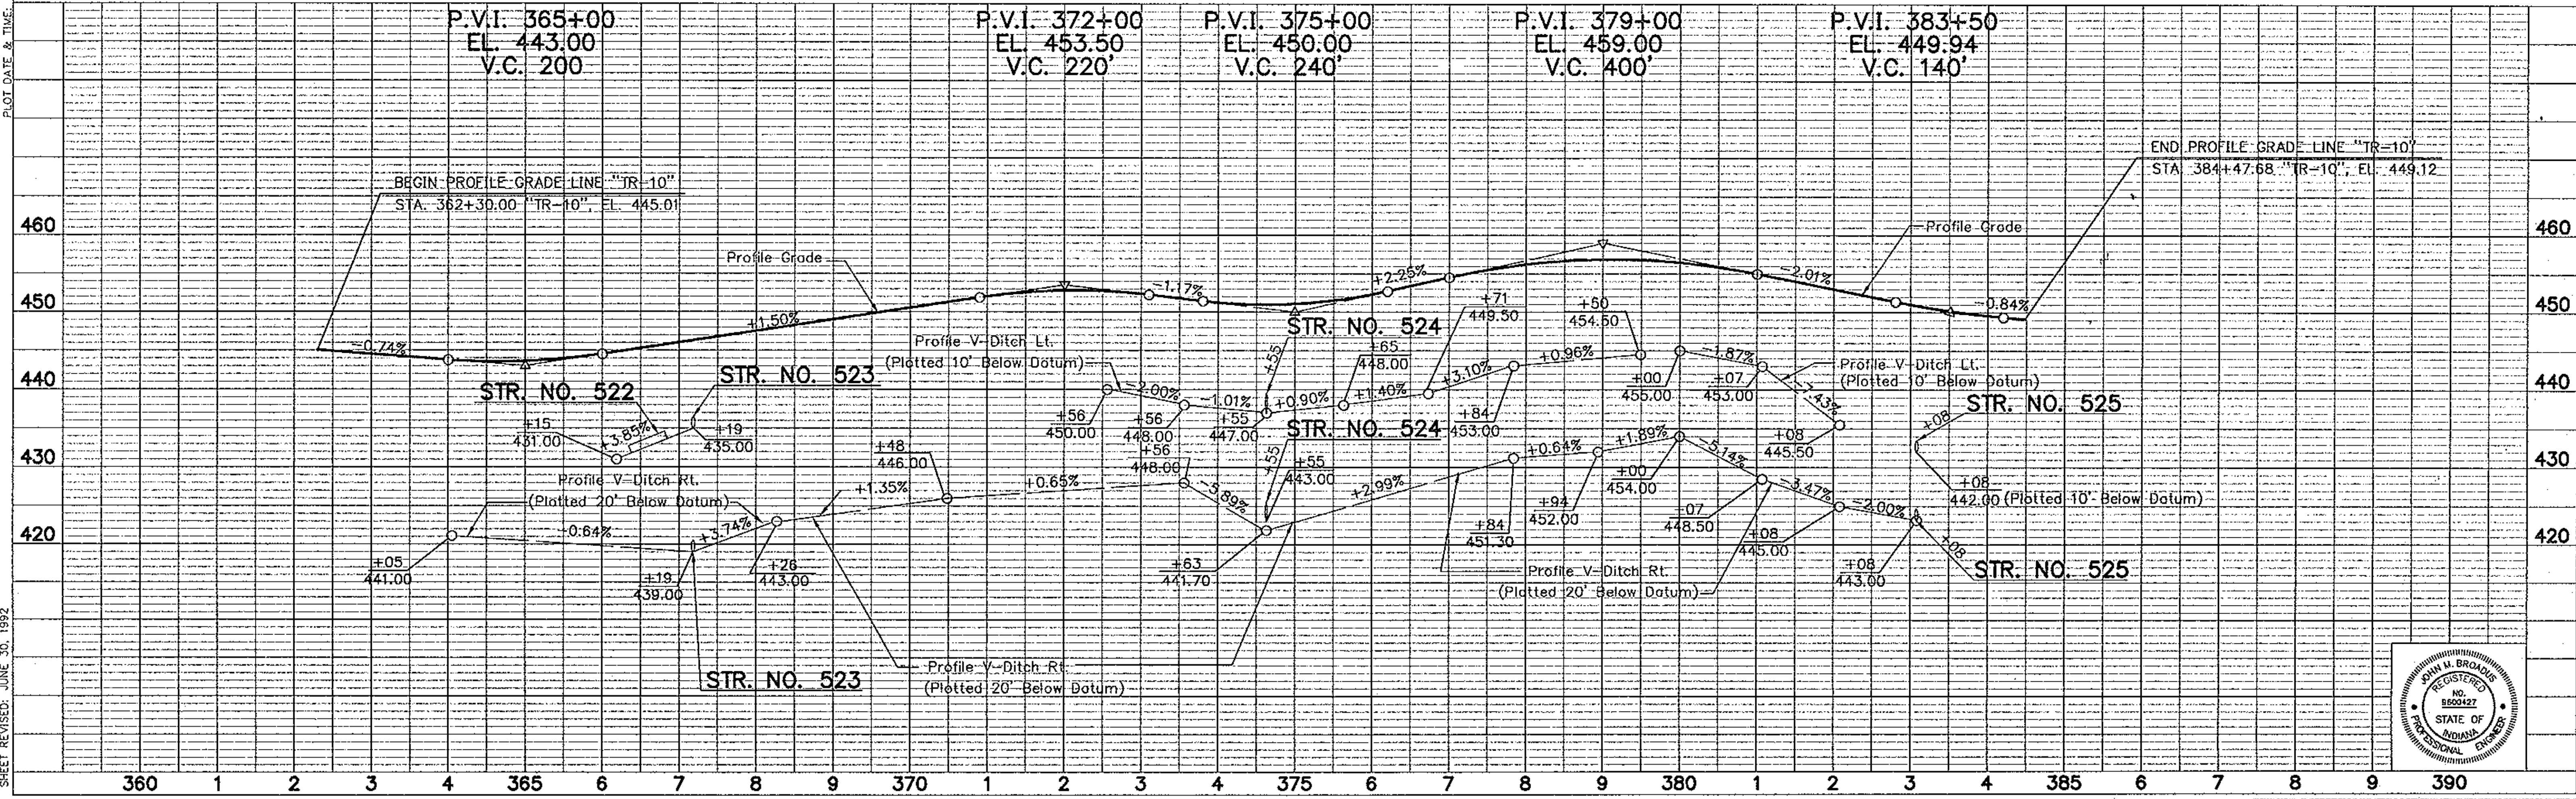 PLOT DATE & TIME:
SHEET REVISED: JUNE 30, 1992
P.V.I. 365+00
EL. 443.00
V.C. 200
P.V.I. 372+00
EL. 453.50
V.C. 220'
P.V.I. 375+00
EL. 450.00
V.C. 240'
P.V.I. 379+00
EL. 459.00
V.C. 400'
P.V.I. 383+50
EL. 449.94
V.C. 140'
BEGIN PROFILE GRADE LINE "TR-10"
STA. 362+30.00 "TR-10", EL. 445.01
END PROFILE GRADE LINE "TR-10"
STA. 384+47.68 "TR-10", EL. 449.12
460
450
440
430
420
460
450
440
430
420
Profile Grade
Profile Grade
-0.74%
+1.50%
-1.17%
+2.25%
-2.01%
-0.84%
Profile V-Ditch Lt.
(Plotted 10' Below Datum)
STR. NO. 524
+55
+65
448.00
+71
449.50
+50
454.50
-2.00%
-1.01%
+0.90%
+1.40%
+3.10%
+0.96%
-1.87%
-7.43%
Profile V-Ditch Lt.
(Plotted 10' Below Datum)
+56
450.00
+56
448.00
+55
447.00
+84
453.00
+00
455.00
+07
453.00
+08
445.50
STR. NO. 522
STR. NO. 523
+15
431.00
+3.85%
+19
435.00
STR. NO. 525
+08
+08
442.00 (Plotted 10' Below Datum)
STR. NO. 524
+55
+55
443.00
+48
446.00
+56
448.00
Profile V-Ditch Rt.
(Plotted 20' Below Datum)
-0.64%
+3.74%
+1.35%
+0.65%
-5.89%
+2.99%
+0.64%
+1.89%
-5.14%
-3.47%
-2.00%
+05
441.00
+19
439.00
+26
443.00
+63
441.70
+84
451.30
+94
452.00
+00
454.00
+07
448.50
+08
445.00
+08
443.00
+08
STR. NO. 525
Profile V-Ditch Rt.
(Plotted 20' Below Datum)
STR. NO. 523
Profile V-Ditch Rt.
(Plotted 20' Below Datum)
JOHN M. BROADUS
REGISTERED
NO.
9600427
STATE OF
INDIANA
PROFESSIONAL ENGINEER
360 1 2 3 4 365 6 7 8 9 370 1 2 3 4 375 6 7 8 9 380 1 2 3 4 385 6 7 8 9 390